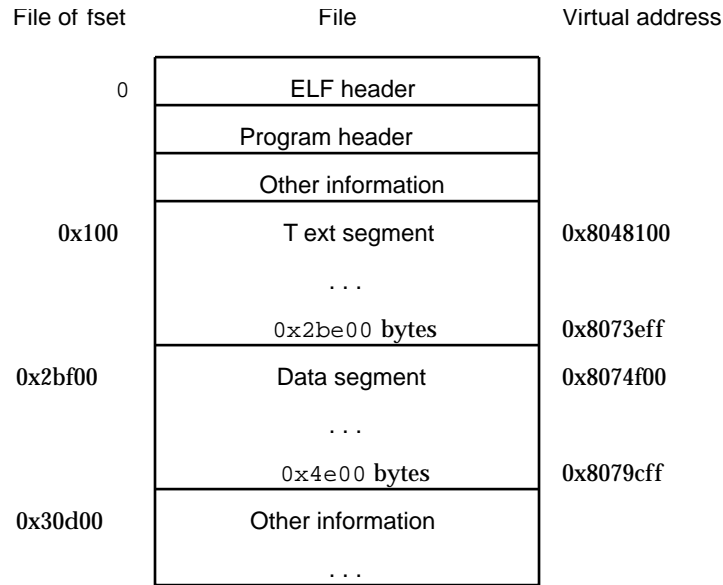 File of fset File Virtual address
0 ELF header
Program header
Other information
0x100 T ext segment 0x8048100
. . .
0x2be00 bytes 0x8073eff
0x2bf00 Data segment 0x8074f00
. . .
0x4e00 bytes 0x8079cff
0x30d00 Other information
. . .